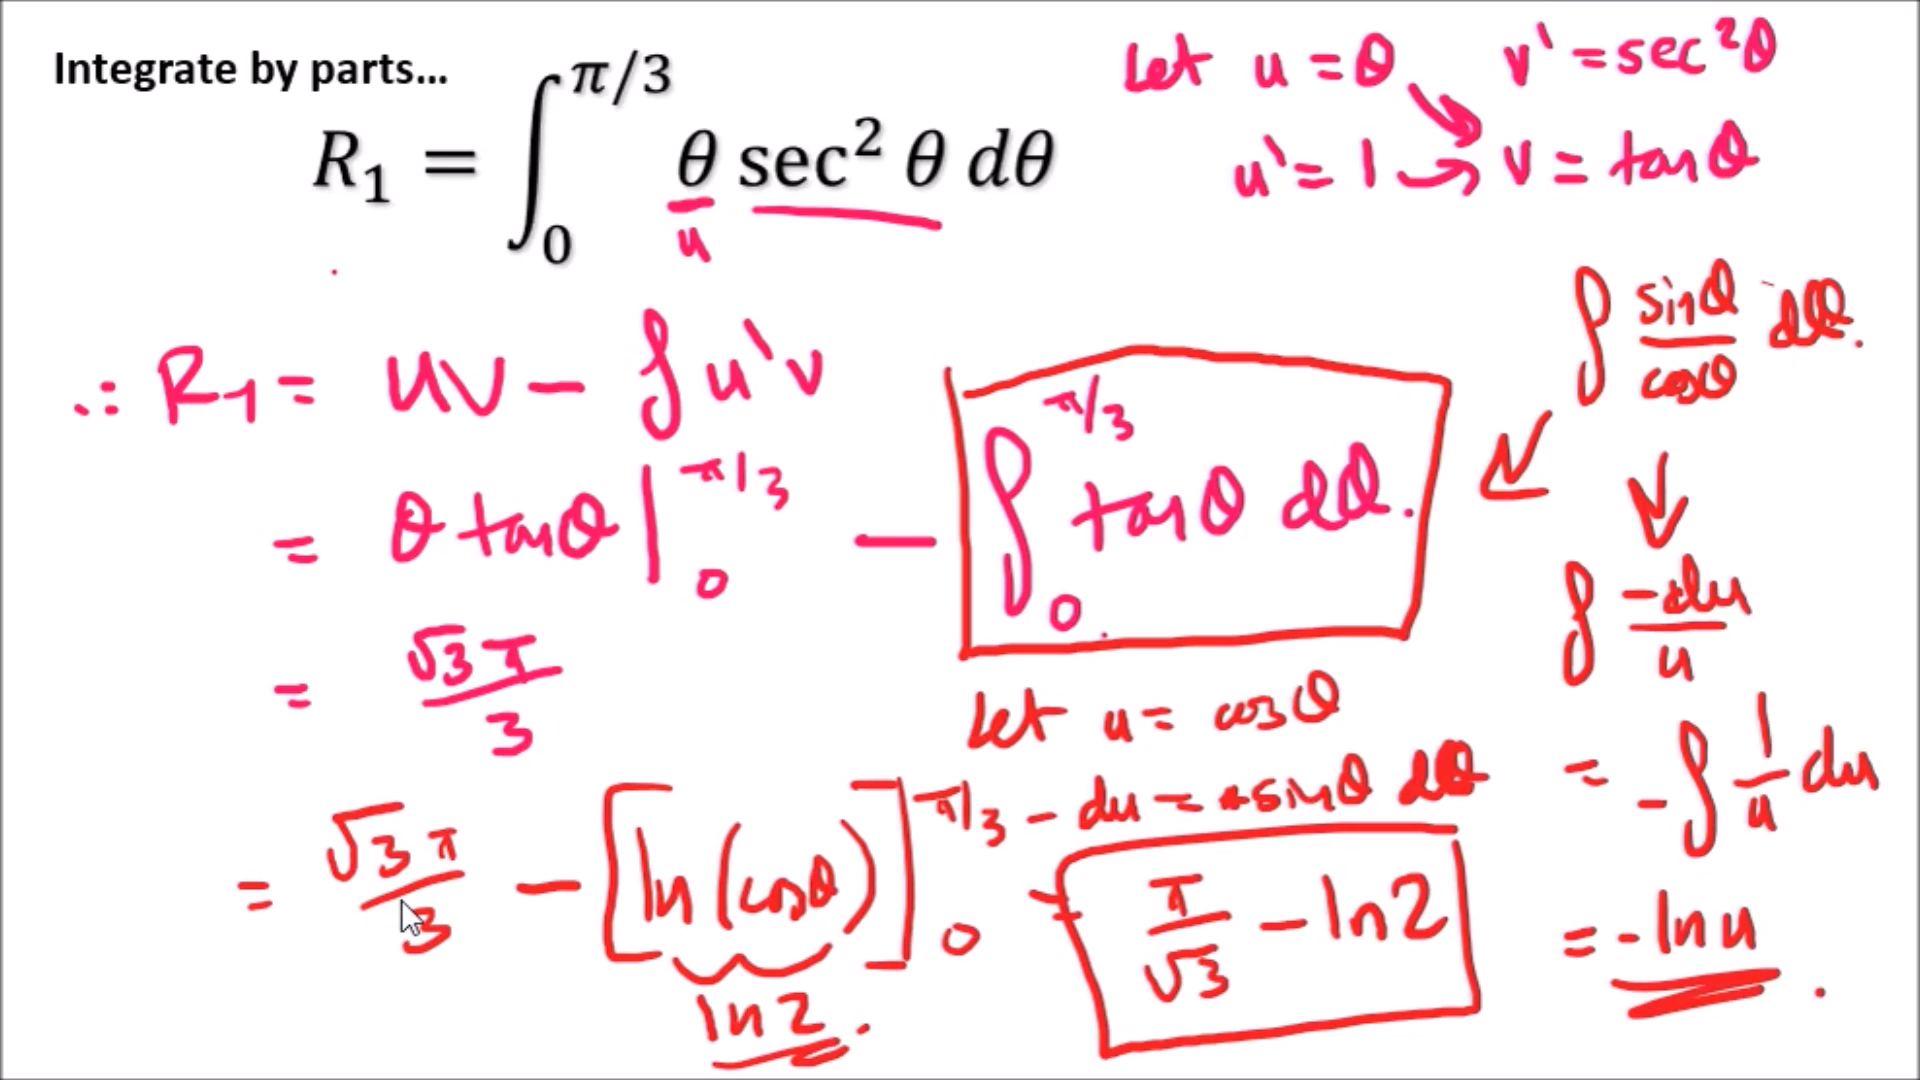 Integrate by parts...
R₁ = ∫₀^{π/3} θ sec² θ dθ
u
Let u = θ   v' = sec²θ
u' = 1 → v = tanθ
∴ R₁ = uv − ∫ u'v
= θ tanθ |₀^{π/3} − ∫₀^{π/3} tanθ dθ.
= √3 π / 3
= √3 π / 3 − [ln(cosθ)]₀^{π/3}
ln2.
= π/√3 − ln2
Let u = cosθ
− du = sinθ dθ
∫ sinθ/cosθ dθ.
∫ −du/u
= −∫ 1/u du
= −ln u.